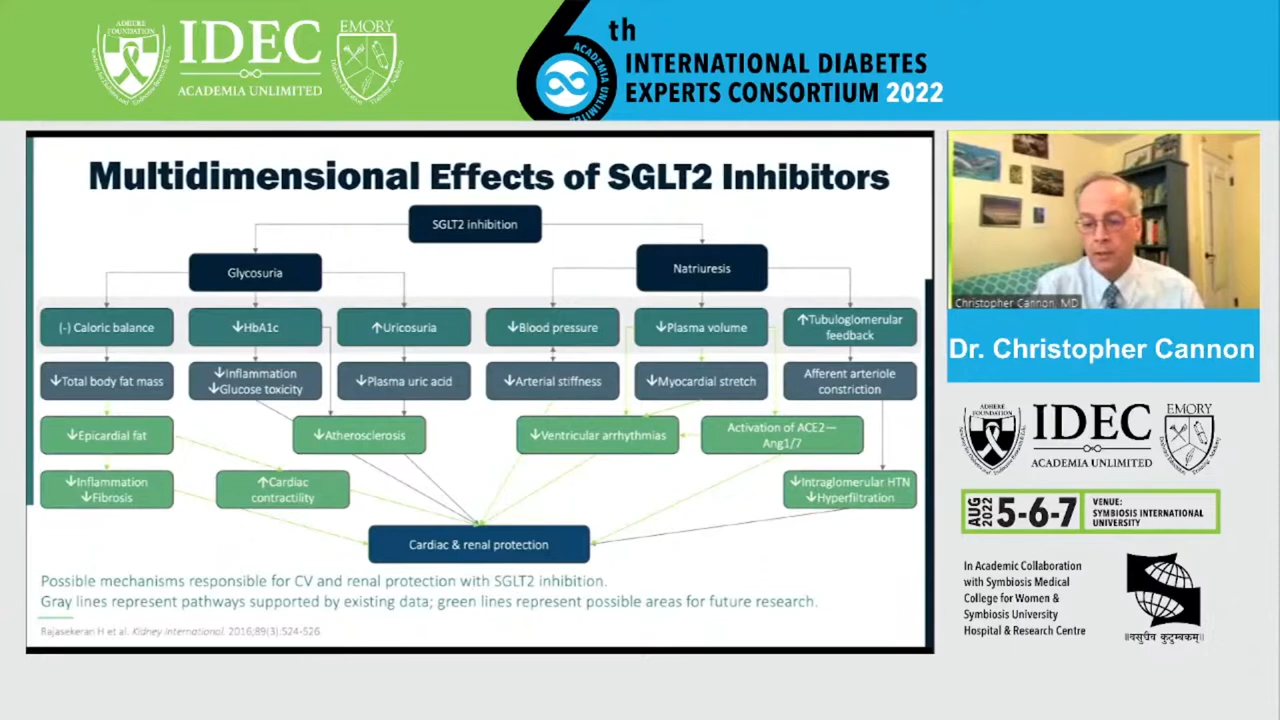 ADHERE
FOUNDATION
IDEC
ACADEMIA UNLIMITED
EMORY
6th
ACADEMIA UNLIMITED
INTERNATIONAL DIABETES
EXPERTS CONSORTIUM 2022
Multidimensional Effects of SGLT2 Inhibitors
SGLT2 inhibition
Glycosuria
Natriuresis
(-) Caloric balance
↓HbA1c
↑Uricosuria
↓Blood pressure
↓Plasma volume
↑Tubuloglomerular
feedback
↓Total body fat mass
↓Inflammation
↓Glucose toxicity
↓Plasma uric acid
↓Arterial stiffness
↓Myocardial stretch
Afferent arteriole
constriction
↓Epicardial fat
↓Atherosclerosis
↓Ventricular arrhythmias
Activation of ACE2—
Ang1/7
↓Inflammation
↓Fibrosis
↑Cardiac
contractility
↓Intraglomerular HTN
↓Hyperfiltration
Cardiac & renal protection
Possible mechanisms responsible for CV and renal protection with SGLT2 inhibition.
Gray lines represent pathways supported by existing data; green lines represent possible areas for future research.
Rajasekeran H et al. Kidney International. 2016;89(3):524-526
Christopher Cannon, MD
Dr. Christopher Cannon
ADHERE
FOUNDATION
IDEC
ACADEMIA UNLIMITED
EMORY
AUG
2022
5-6-7
VENUE:
SYMBIOSIS INTERNATIONAL
UNIVERSITY
In Academic Collaboration
with Symbiosis Medical
College for Women &
Symbiosis University
Hospital & Research Centre
॥वसुधैव कुटुम्बकम्॥